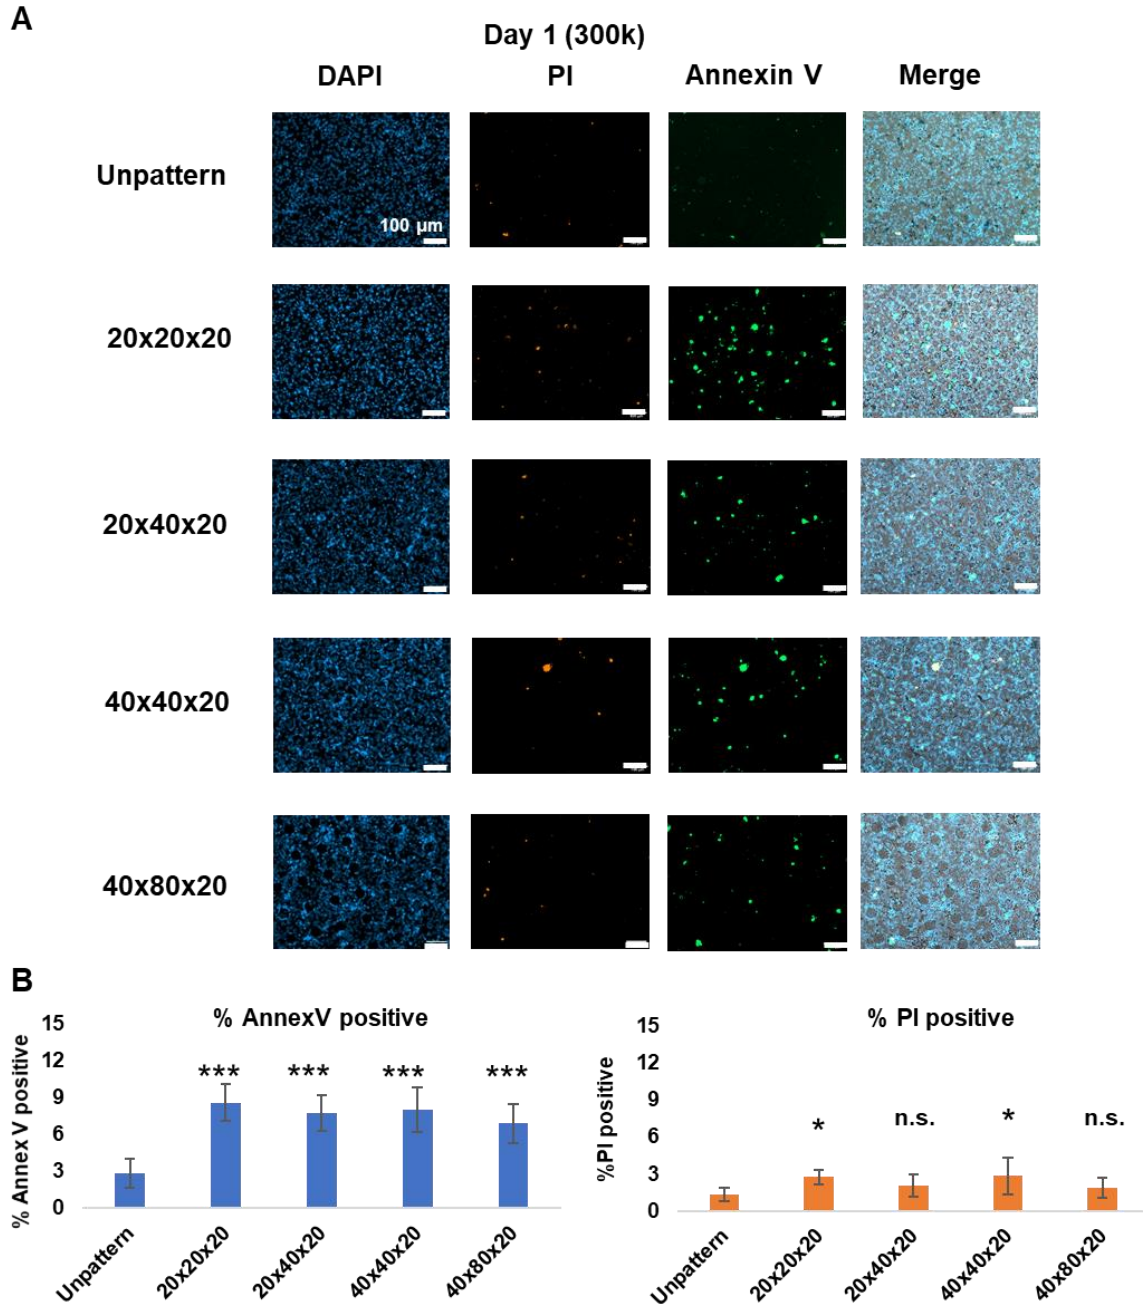 A
Day 1 (300k)
DAPI PI Annexin V Merge
Unpattern
100 µm
20x20x20
20x40x20
40x40x20
40x80x20
B
% AnnexV positive
% Annex V positive
15
12
9
6
3
0
*** *** *** ***
Unpattern
20x20x20
20x40x20
40x40x20
40x80x20
% PI positive
%PI positive
15
12
9
6
3
0
* n.s. * n.s.
Unpattern
20x20x20
20x40x20
40x40x20
40x80x20